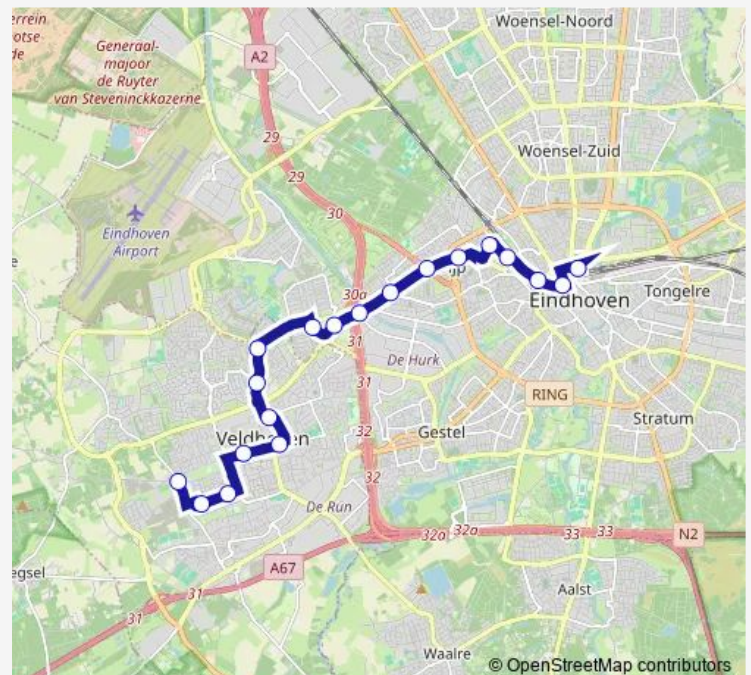 Woensel-Noord
terrein
otse
de
Generaal-
majoor
de Ruyter
van Steveninckkazerne
A2
29
29
30
Woensel-Zuid
Eindhoven
Airport
30a
Eindhoven
Tongelre
31
De Hurk
31
RING
Stratum
32
Gestel
Veldhoven
32
De Run
32a
32a
33
33
N2
egsel
A67
31
31
Aalst
Waalre
© OpenStreetMap contributors